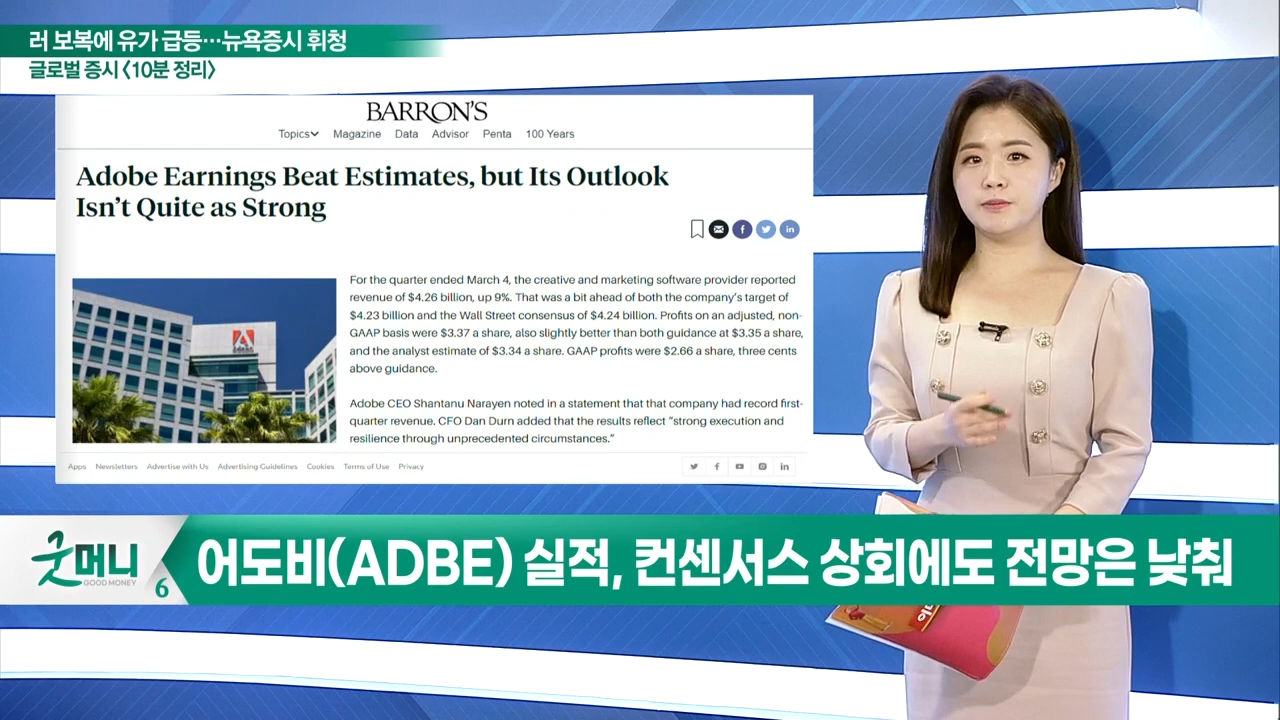 러 보복에 유가 급등…뉴욕증시 휘청
글로벌 증시 <10분 정리>
BARRON'S
Topics Magazine Data Advisor Penta 100 Years
Adobe Earnings Beat Estimates, but Its Outlook
Isn't Quite as Strong
For the quarter ended March 4, the creative and marketing software provider reported
revenue of $4.26 billion, up 9%. That was a bit ahead of both the company's target of
$4.23 billion and the Wall Street consensus of $4.24 billion. Profits on an adjusted, non-
GAAP basis were $3.37 a share, also slightly better than both guidance at $3.35 a share,
and the analyst estimate of $3.34 a share. GAAP profits were $2.66 a share, three cents
above guidance.
Adobe CEO Shantanu Narayen noted in a statement that that company had record first-
quarter revenue. CFO Dan Durn added that the results reflect “strong execution and
resilience through unprecedented circumstances.”
Adobe
Apps Newsletters Advertise with Us Advertising Guidelines Cookies Terms of Use Privacy
굿머니
GOOD MONEY
6
어도비(ADBE) 실적, 컨센서스 상회에도 전망은 낮춰